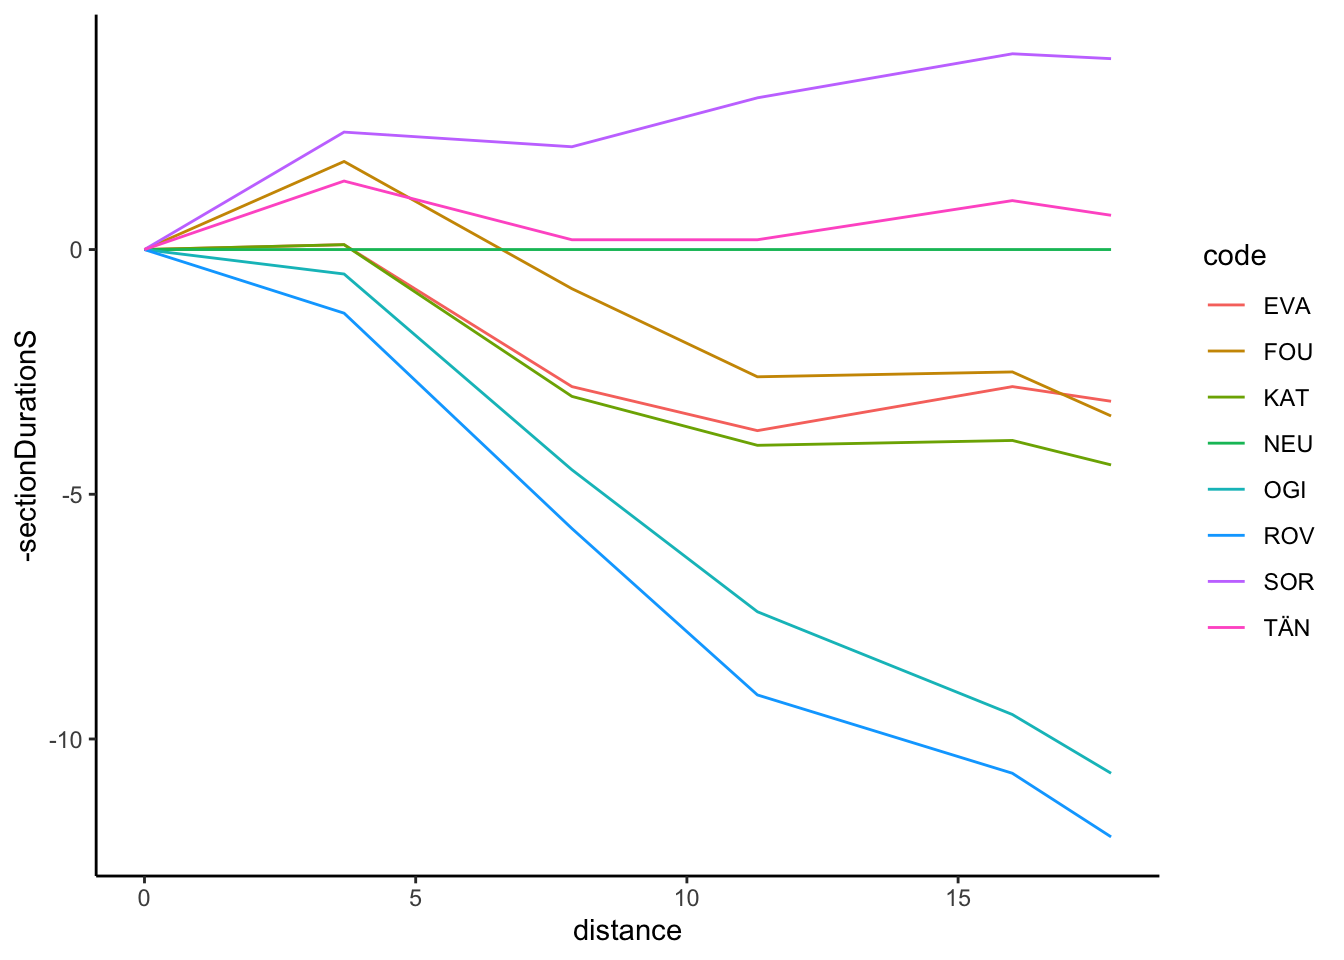 0
-5
-10
-sectionDurationS
0 5 10 15
distance
code
EVA
FOU
KAT
NEU
OGI
ROV
SOR
TÄN